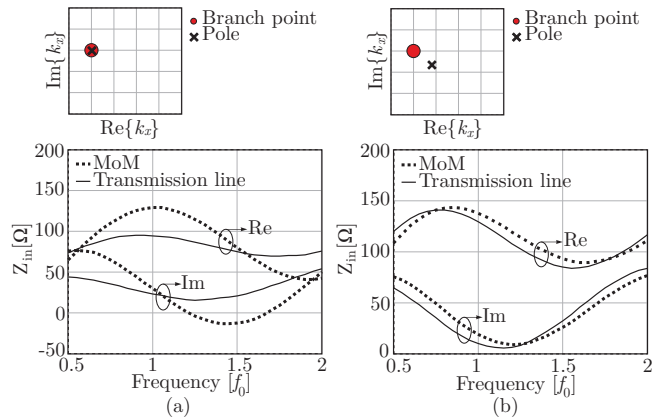 Branch point
Pole
Im{kₓ}
Re{kₓ}
200
150
100
50
0
-50
Zᵢₙ[Ω]
MoM
Transmission line
Re
Im
0.5
1
1.5
2
Frequency [f₀]
(a)
Branch point
Pole
Im{kₓ}
Re{kₓ}
200
150
100
50
0
Zᵢₙ[Ω]
MoM
Transmission line
Re
Im
0.5
1
1.5
2
Frequency [f₀]
(b)